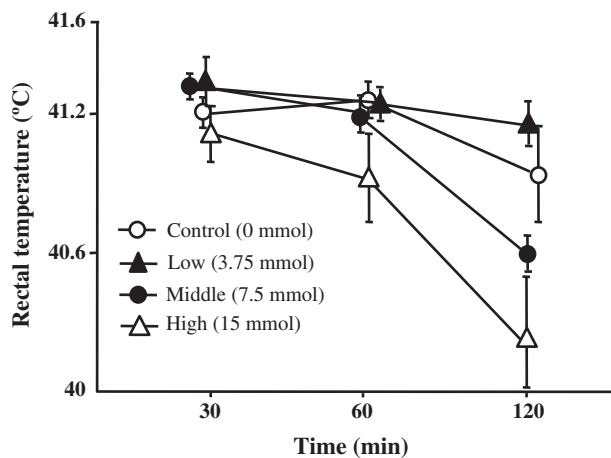 41.6
41.2
40.6
40
Rectal temperature (ºC)
Control (0 mmol)
Low (3.75 mmol)
Middle (7.5 mmol)
High (15 mmol)
30 60 120
Time (min)